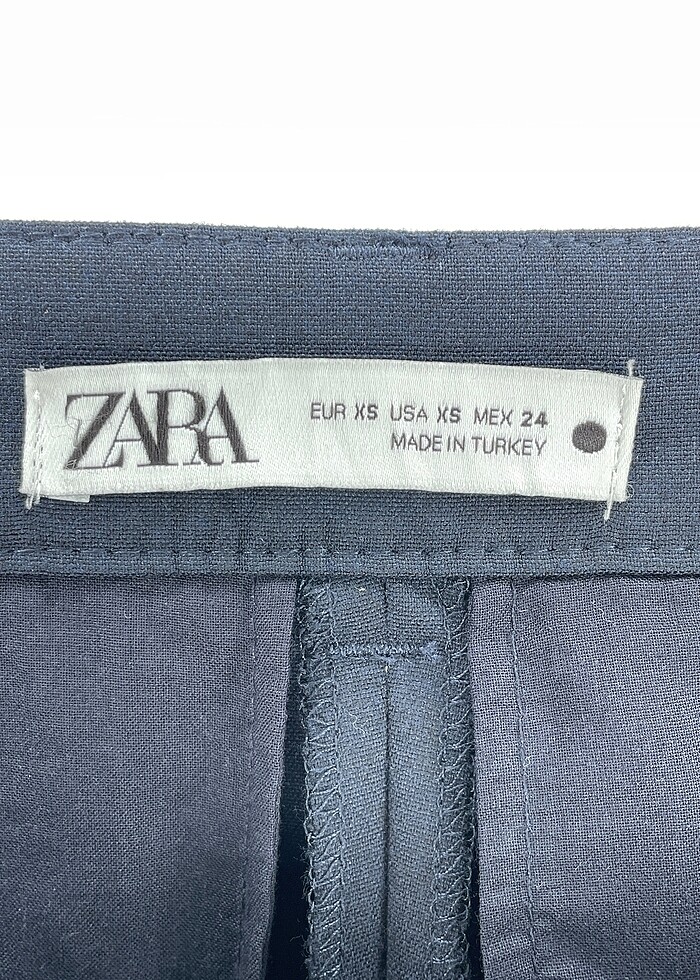 ZARA
EUR XS USA XS MEX 24
MADE IN TURKEY